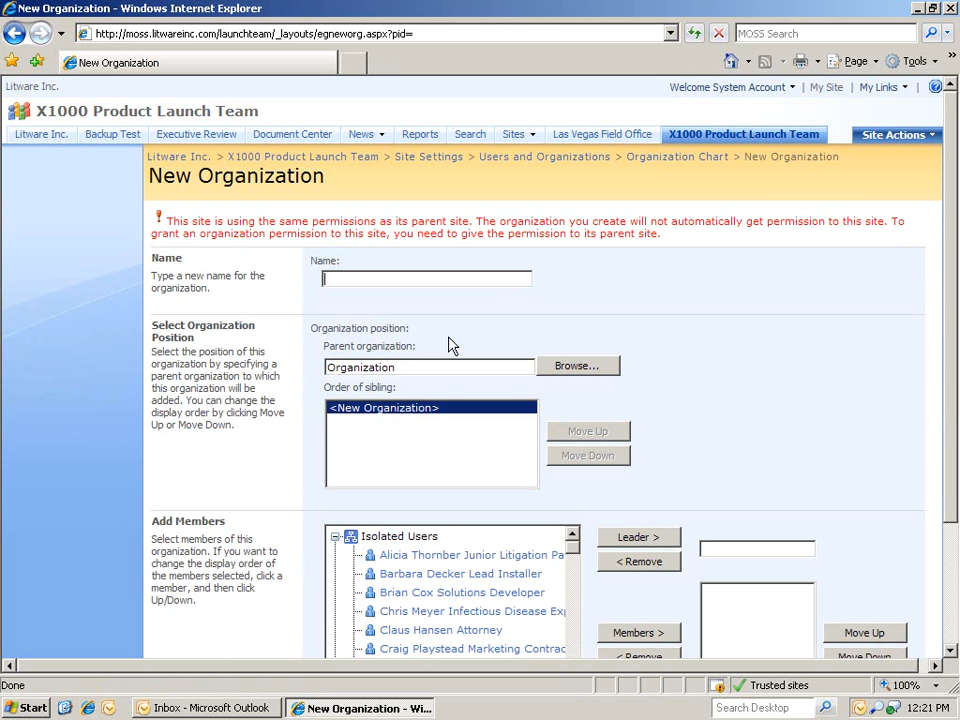 New Organization - Windows Internet Explorer
http://moss.litwareinc.com/launchteam/_layouts/egneworg.aspx?pid=
MOSS Search
New Organization
Page
Tools
Litware Inc.
Welcome System Account
My Site
My Links
X1000 Product Launch Team
Litware Inc.
Backup Test
Executive Review
Document Center
News
Reports
Search
Sites
Las Vegas Field Office
X1000 Product Launch Team
Site Actions
Litware Inc. > X1000 Product Launch Team > Site Settings > Users and Organizations > Organization Chart > New Organization
New Organization
This site is using the same permissions as its parent site. The organization you create will not automatically get permission to this site. To
grant an organization permission to this site, you need to give the permission to its parent site.
Name
Type a new name for the
organization.
Name:
Select Organization
Position
Select the position of this
organization by specifying a
parent organization to which
this organization will be
added. You can change the
display order by clicking Move
Up or Move Down.
Organization position:
Parent organization:
Organization
Browse...
Order of sibling:
<New Organization>
Move Up
Move Down
Add Members
Select members of this
organization. If you want to
change the display order of
the members selected, click a
member, and then click
Up/Down.
Isolated Users
Alicia Thornber Junior Litigation Pa
Barbara Decker Lead Installer
Brian Cox Solutions Developer
Chris Meyer Infectious Disease Exp
Claus Hansen Attorney
Craig Playstead Marketing Contrac
Leader >
< Remove
Members >
< Remove
Move Up
Move Down
Done
Trusted sites
100%
Start
Inbox - Microsoft Outlook
New Organization - Wi...
Search Desktop
12:21 PM